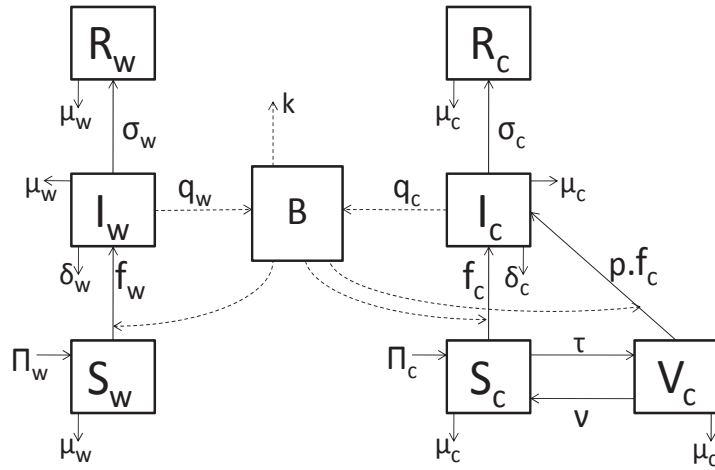 R_w R_c
μ_w k μ_c
σ_w σ_c
μ_w I_w q_w B q_c I_c μ_c
δ_w f_w f_c δ_c p.f_c
Π_w S_w Π_c S_c τ V_c
ν
μ_w μ_c μ_c